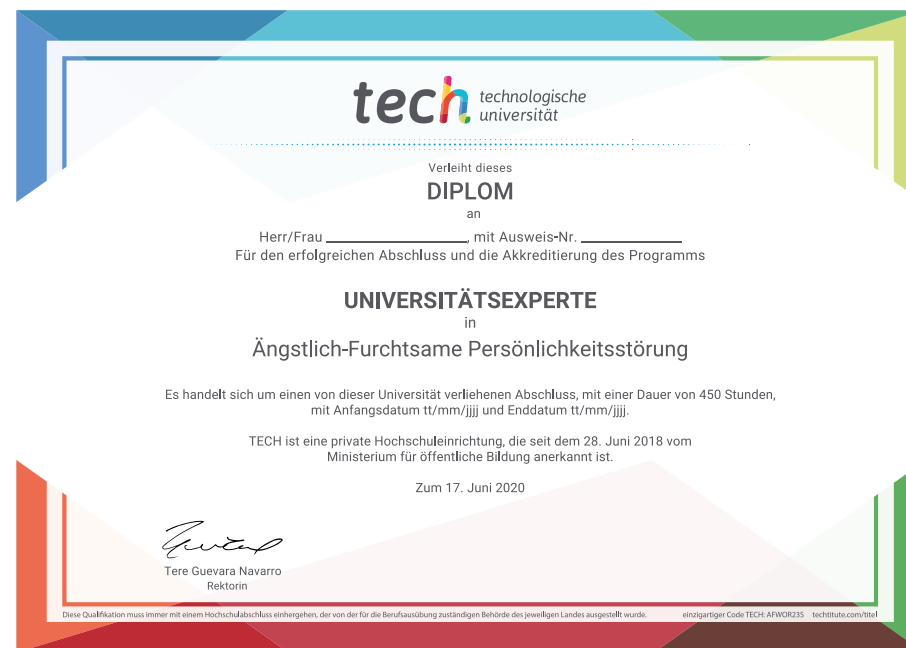 tech technologische
universität
Verleiht dieses
DIPLOM
an
Herr/Frau ____________________, mit Ausweis-Nr. ______________
Für den erfolgreichen Abschluss und die Akkreditierung des Programms
UNIVERSITÄTSEXPERTE
in
Ängstlich-Furchtsame Persönlichkeitsstörung
Es handelt sich um einen von dieser Universität verliehenen Abschluss, mit einer Dauer von 450 Stunden,
mit Anfangsdatum tt/mm/jjjj und Enddatum tt/mm/jjjj.
TECH ist eine private Hochschuleinrichtung, die seit dem 28. Juni 2018 vom
Ministerium für öffentliche Bildung anerkannt ist.
Zum 17. Juni 2020
Tere Guevara Navarro
Rektorin
Diese Qualifikation muss immer mit einem Hochschulabschluss einhergehen, der von der für die Berufsausübung zuständigen Behörde des jeweiligen Landes ausgestellt wurde. einzigartiger Code TECH: AFWOR23S techtitute.com/titel